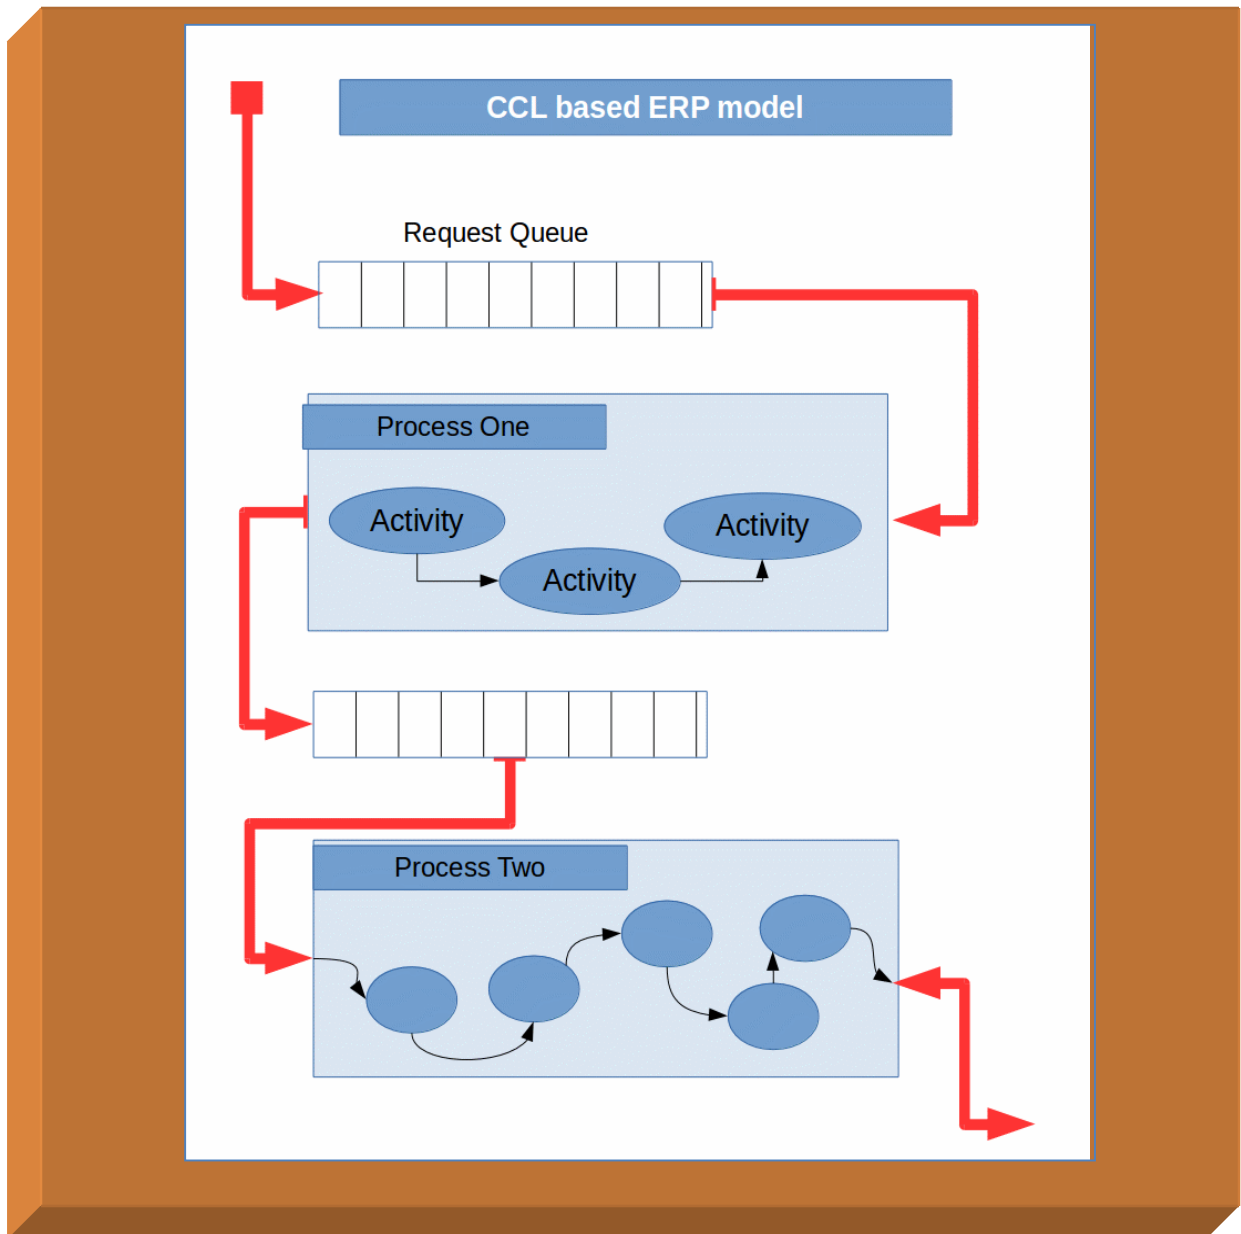 CCL based ERP model
Request Queue
Process One
Activity
Activity
Activity
Process Two